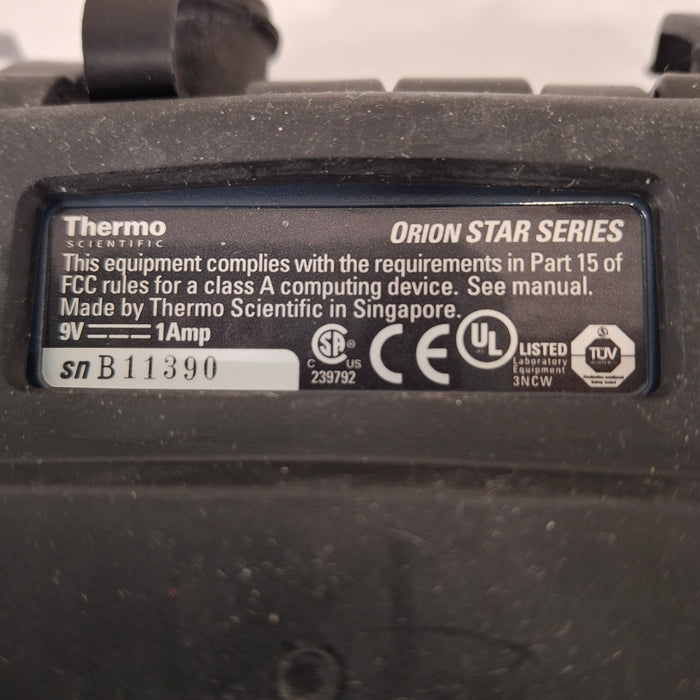 Thermo
SCIENTIFIC
ORION STAR SERIES
This equipment complies with the requirements in Part 15 of
FCC rules for a class A computing device. See manual.
Made by Thermo Scientific in Singapore.
9V 1Amp
sn B11390
SA ®
C US
239792
CE
UL
LISTED
Laboratory
Equipment
3NCW
TÜV